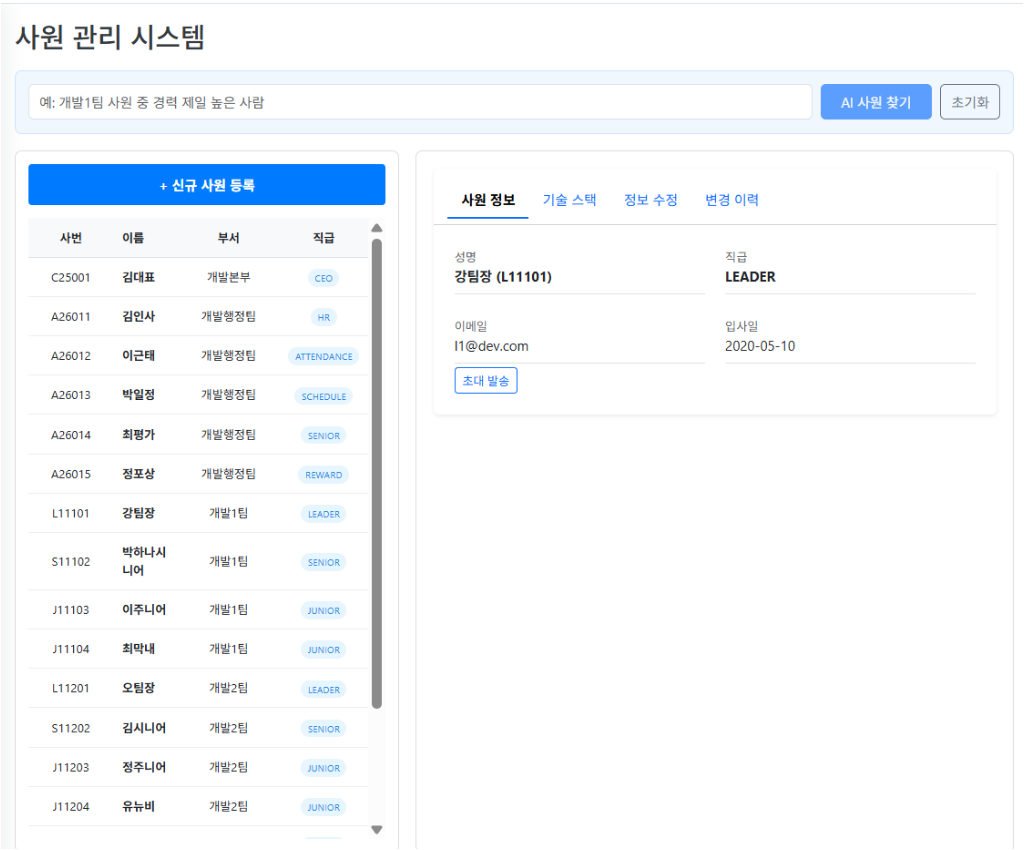 사원 관리 시스템
예: 개발1팀 사원 중 경력 제일 높은 사람
AI 사원 찾기
초기화
+ 신규 사원 등록
사번 이름 부서 직급
C25001 김대표 개발본부 CEO
A26011 김인사 개발행정팀 HR
A26012 이근태 개발행정팀 ATTENDANCE
A26013 박일정 개발행정팀 SCHEDULE
A26014 최평가 개발행정팀 SENIOR
A26015 정포상 개발행정팀 REWARD
L11101 강팀장 개발1팀 LEADER
S11102 박하나시
니어 개발1팀 SENIOR
J11103 이주니어 개발1팀 JUNIOR
J11104 최막내 개발1팀 JUNIOR
L11201 오팀장 개발2팀 LEADER
S11202 김시니어 개발2팀 SENIOR
J11203 정주니어 개발2팀 JUNIOR
J11204 유뉴비 개발2팀 JUNIOR
사원 정보 기술 스택 정보 수정 변경 이력
성명 직급
강팀장 (L11101) LEADER
이메일 입사일
l1@dev.com 2020-05-10
초대 발송